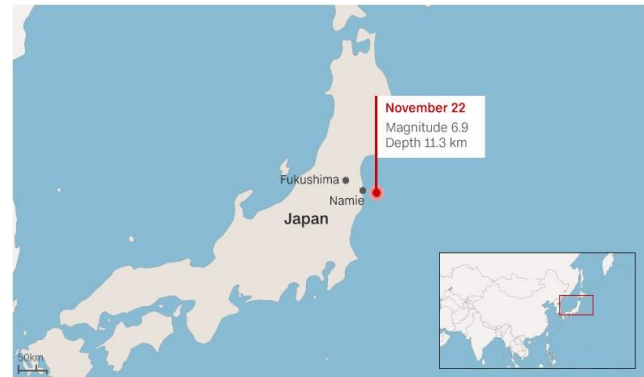 November 22
Magnitude 6.9
Depth 11.3 km
Fukushima
Namie
Japan
50km